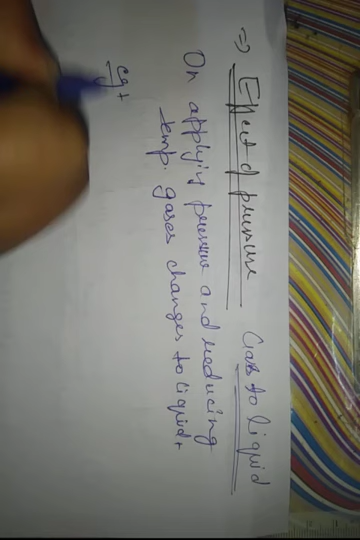 => Effect of pressure Gas to liquid
On applying pressure and reducing
temp. gases changes to liquid.
eg.